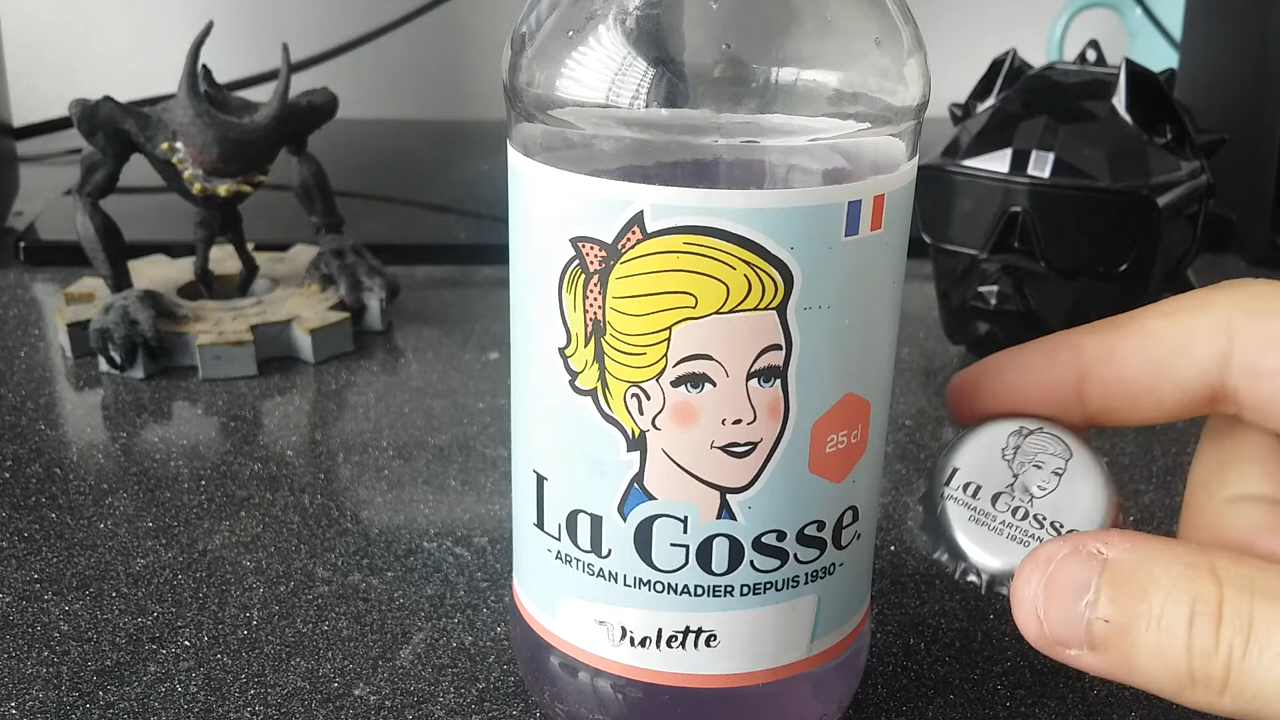 25 cl
La Gosse.
- ARTISAN LIMONADIER DEPUIS 1930 -
Violette
La Gosse
LIMONADES ARTISAN
DEPUIS 1930